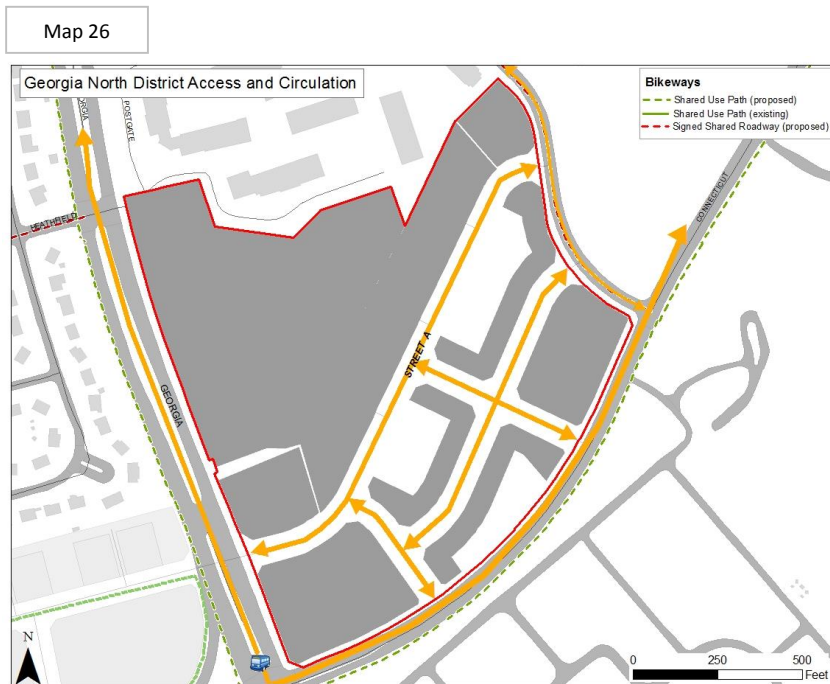 Map 26
Georgia North District Access and Circulation
Bikeways
Shared Use Path (proposed)
Shared Use Path (existing)
Signed Shared Roadway (proposed)
POSTGATE
HEATHFIELD
CONNECTICUT
STREET A
GEORGIA
N
0 250 500
Feet